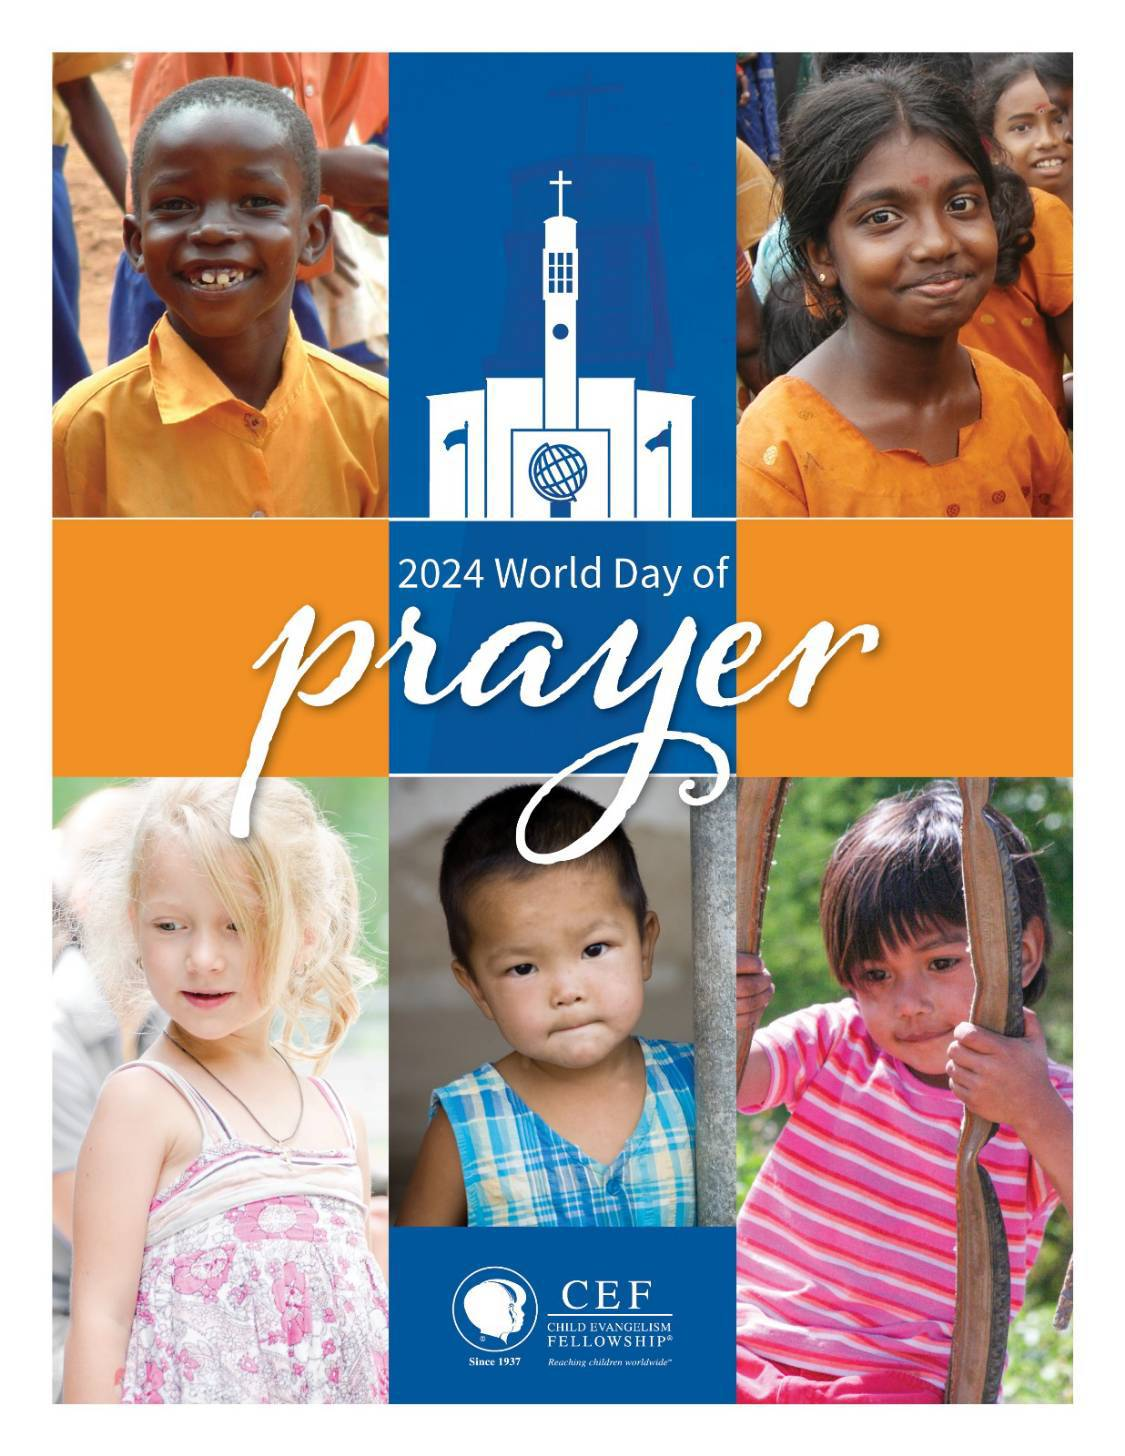 2024 World Day of
prayer
CEF
CHILD EVANGELISM
FELLOWSHIP®
Since 1937
Reaching children worldwide™